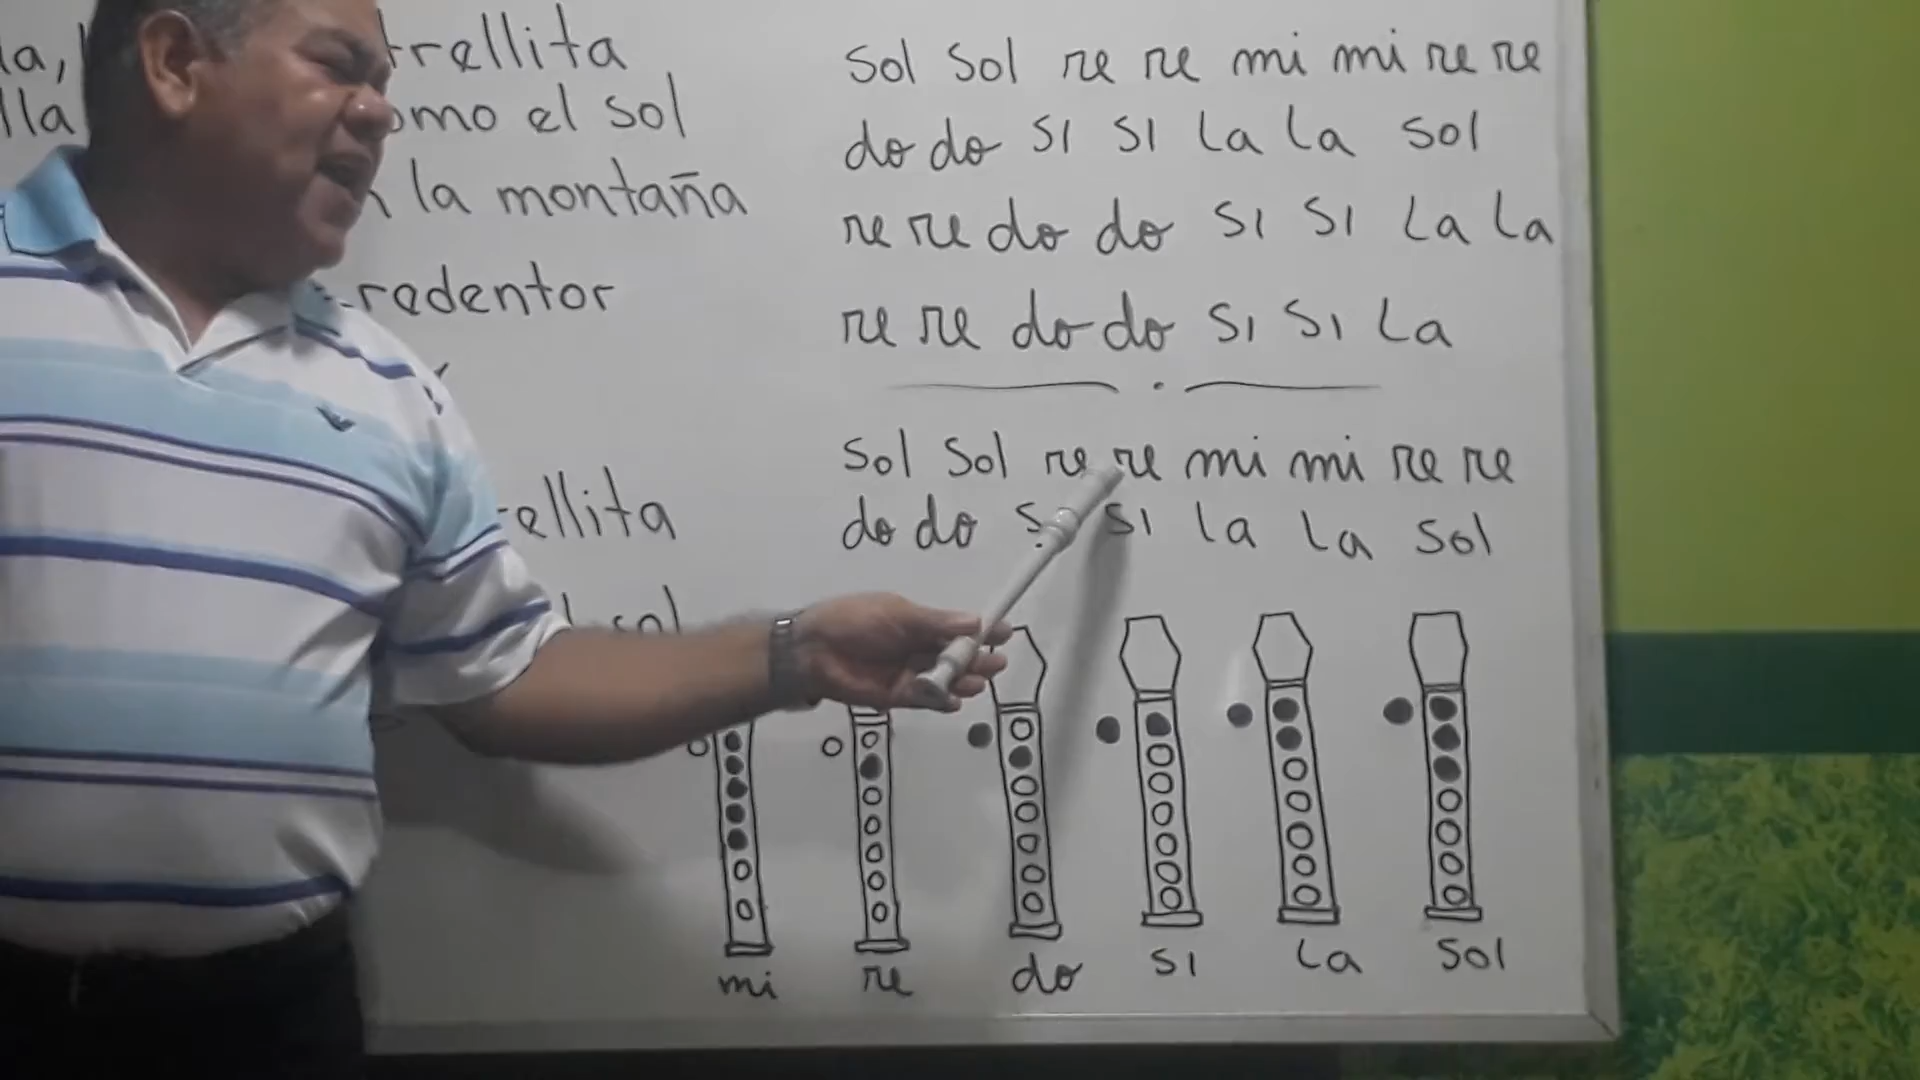 la,
lla
omo el sol
la montaña
redentor
sol
sol sol re re mi mi re re
do do si si la la sol
re re do do si si la la
re re do do si si la
sol sol re re mi mi re re
do do si si la la sol
mi re do si la sol